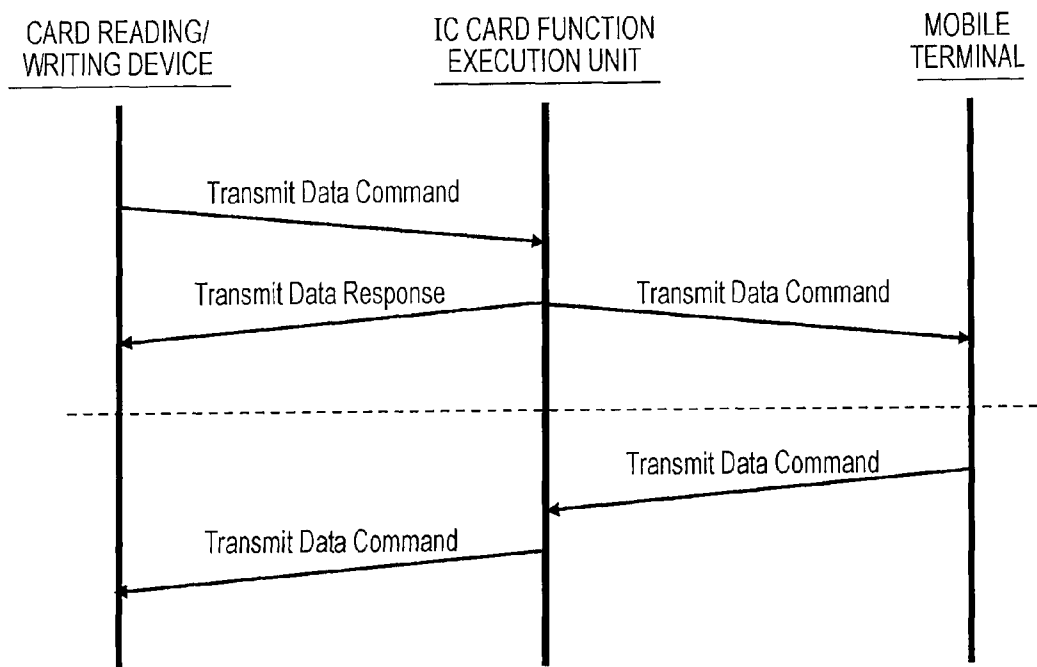 CARD READING/
WRITING DEVICE
IC CARD FUNCTION
EXECUTION UNIT
MOBILE
TERMINAL
Transmit Data Command
Transmit Data Response
Transmit Data Command
Transmit Data Command
Transmit Data Command